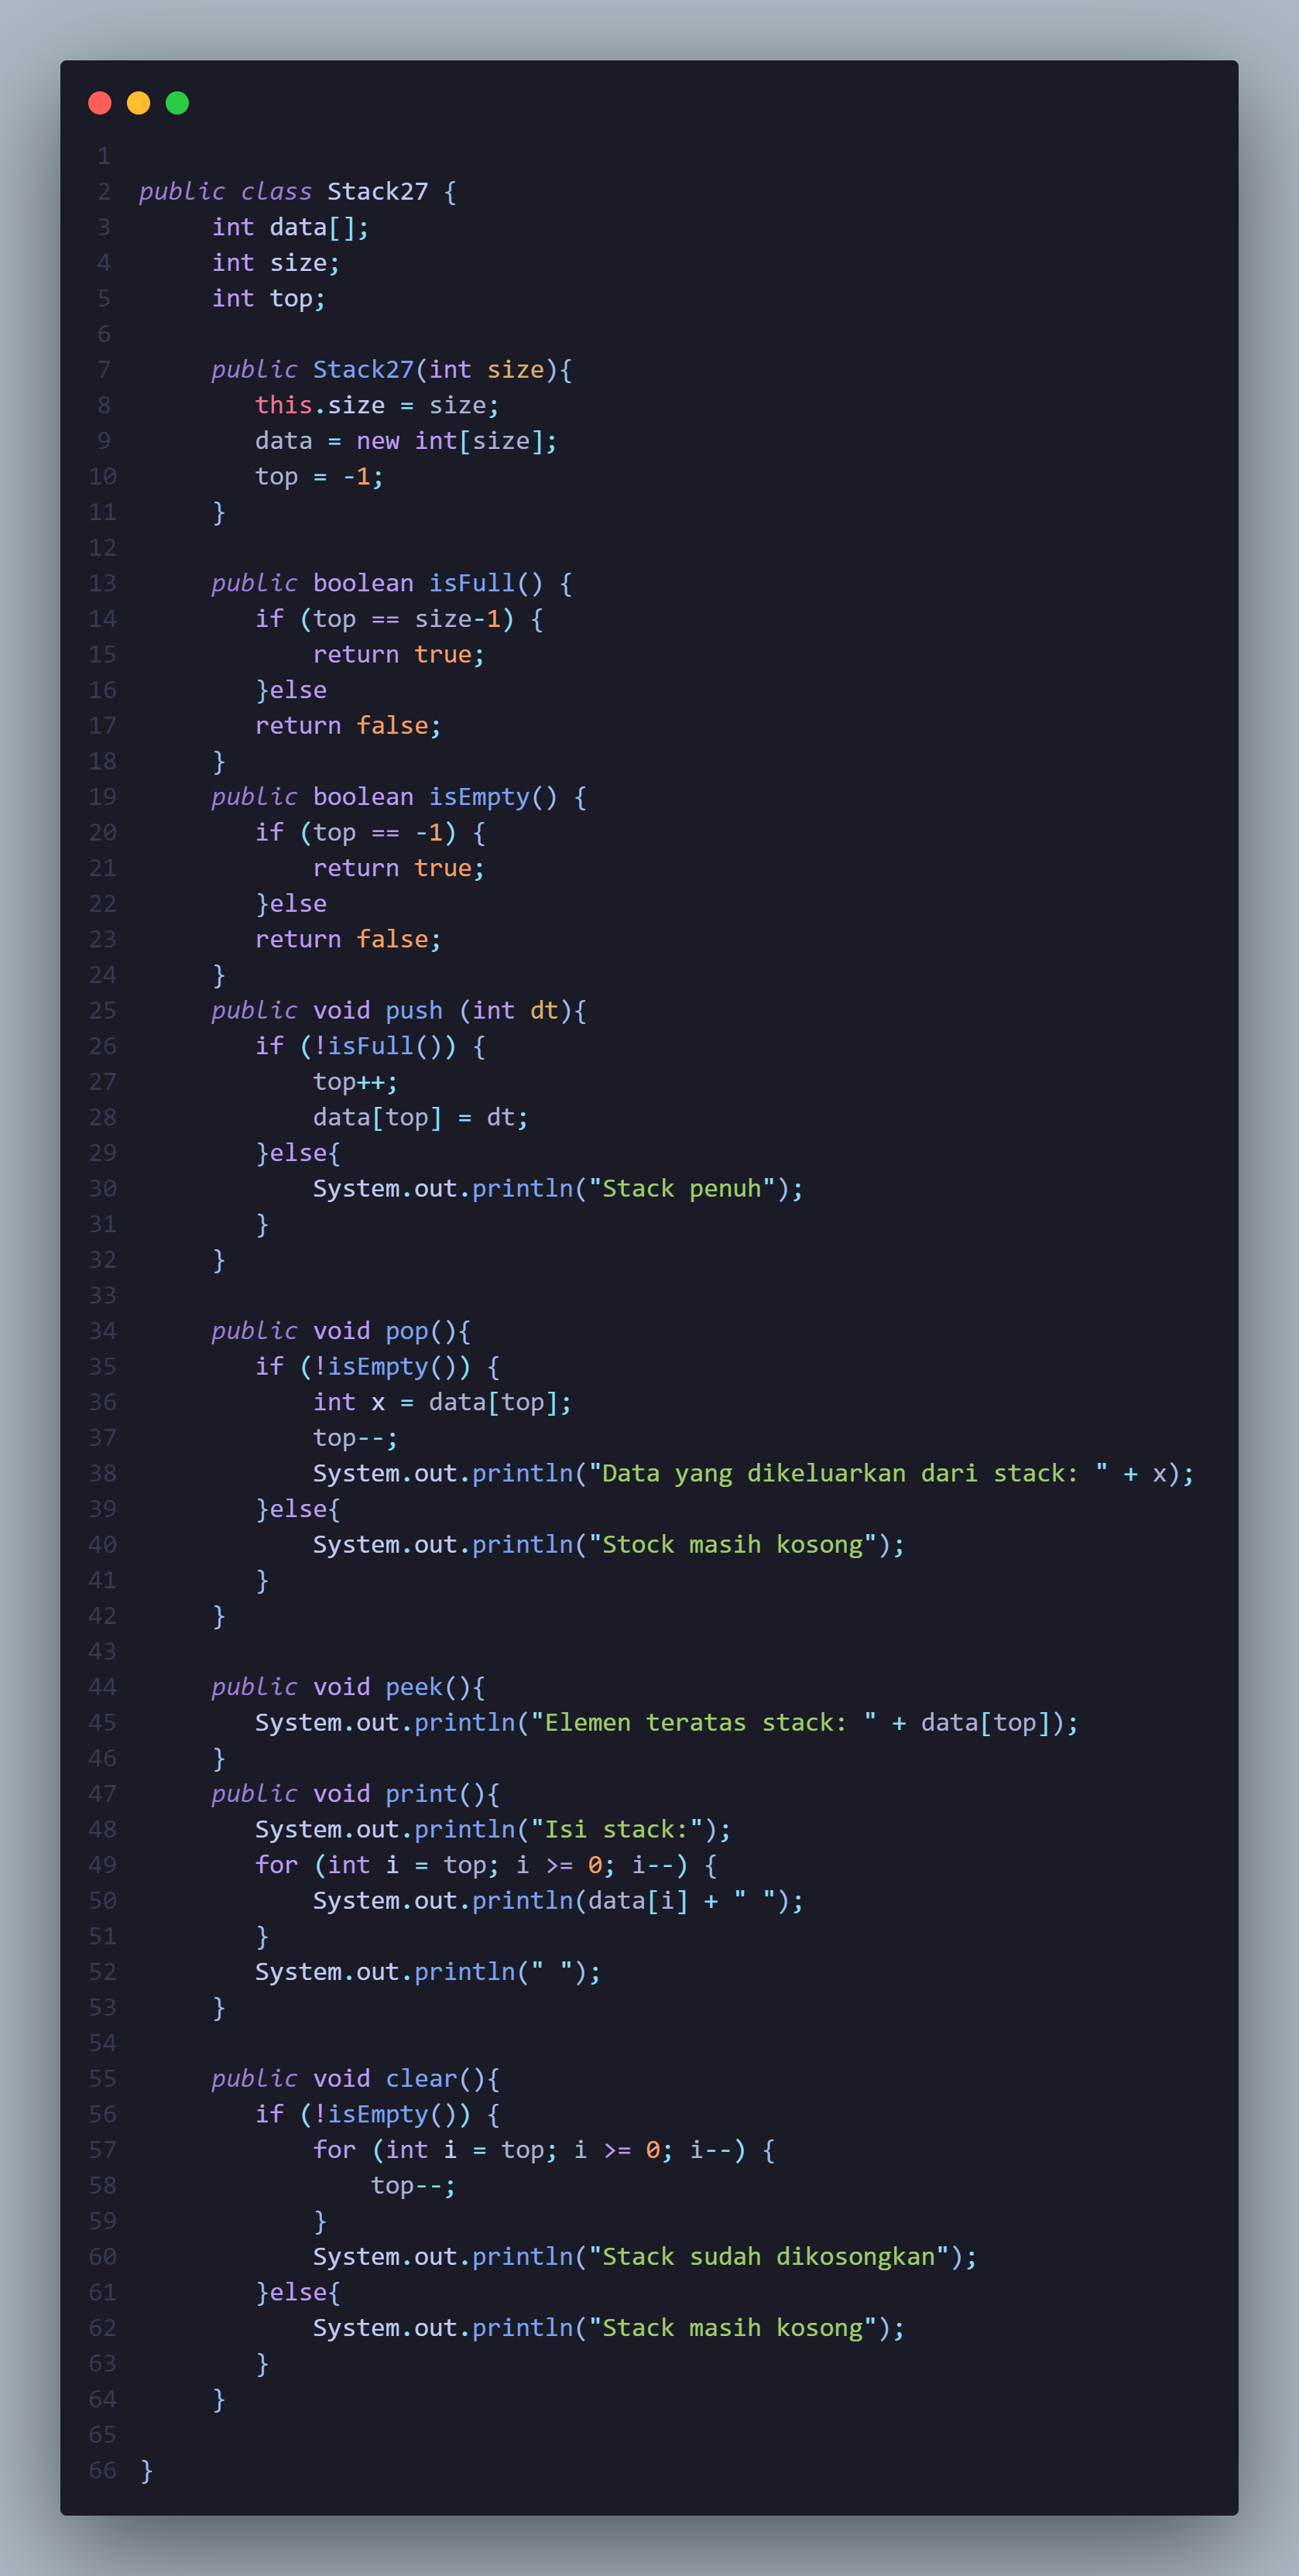 1
2 public class Stack27 {
3 int data[];
4 int size;
5 int top;
6
7 public Stack27(int size){
8 this.size = size;
9 data = new int[size];
10 top = -1;
11 }
12
13 public boolean isFull() {
14 if (top == size-1) {
15 return true;
16 }else
17 return false;
18 }
19 public boolean isEmpty() {
20 if (top == -1) {
21 return true;
22 }else
23 return false;
24 }
25 public void push (int dt){
26 if (!isFull()) {
27 top++;
28 data[top] = dt;
29 }else{
30 System.out.println("Stack penuh");
31 }
32 }
33
34 public void pop(){
35 if (!isEmpty()) {
36 int x = data[top];
37 top--;
38 System.out.println("Data yang dikeluarkan dari stack: " + x);
39 }else{
40 System.out.println("Stock masih kosong");
41 }
42 }
43
44 public void peek(){
45 System.out.println("Elemen teratas stack: " + data[top]);
46 }
47 public void print(){
48 System.out.println("Isi stack:");
49 for (int i = top; i >= 0; i--) {
50 System.out.println(data[i] + " ");
51 }
52 System.out.println(" ");
53 }
54
55 public void clear(){
56 if (!isEmpty()) {
57 for (int i = top; i >= 0; i--) {
58 top--;
59 }
60 System.out.println("Stack sudah dikosongkan");
61 }else{
62 System.out.println("Stack masih kosong");
63 }
64 }
65
66 }